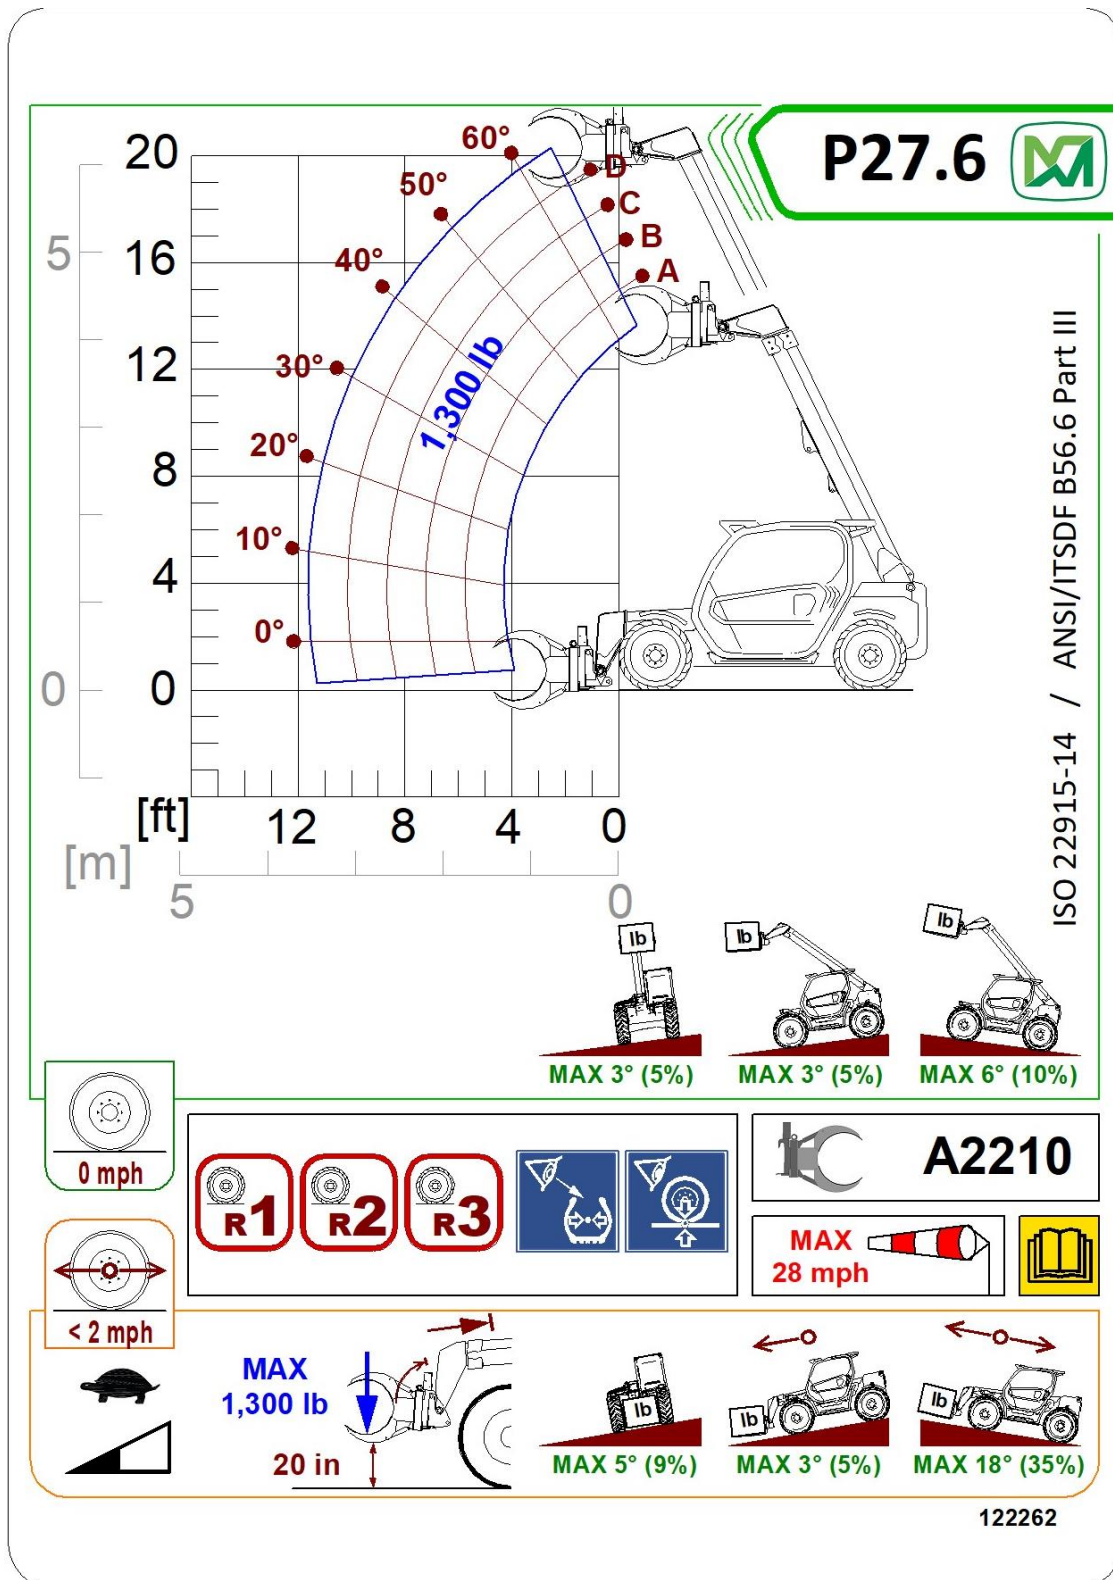 P27.6
20
16
12
8
4
0
5
0
60°
50°
40°
30°
20°
10°
0°
D
C
B
A
1,300 lb
[ft]
12
8
4
0
[m]
5
0
ISO 22915-14 / ANSI/ITSDF B56.6 Part III
lb
lb
lb
MAX 3° (5%)
MAX 3° (5%)
MAX 6° (10%)
0 mph
R1
R2
R3
A2210
MAX
28 mph
< 2 mph
MAX
1,300 lb
20 in
lb
lb
lb
MAX 5° (9%)
MAX 3° (5%)
MAX 18° (35%)
122262